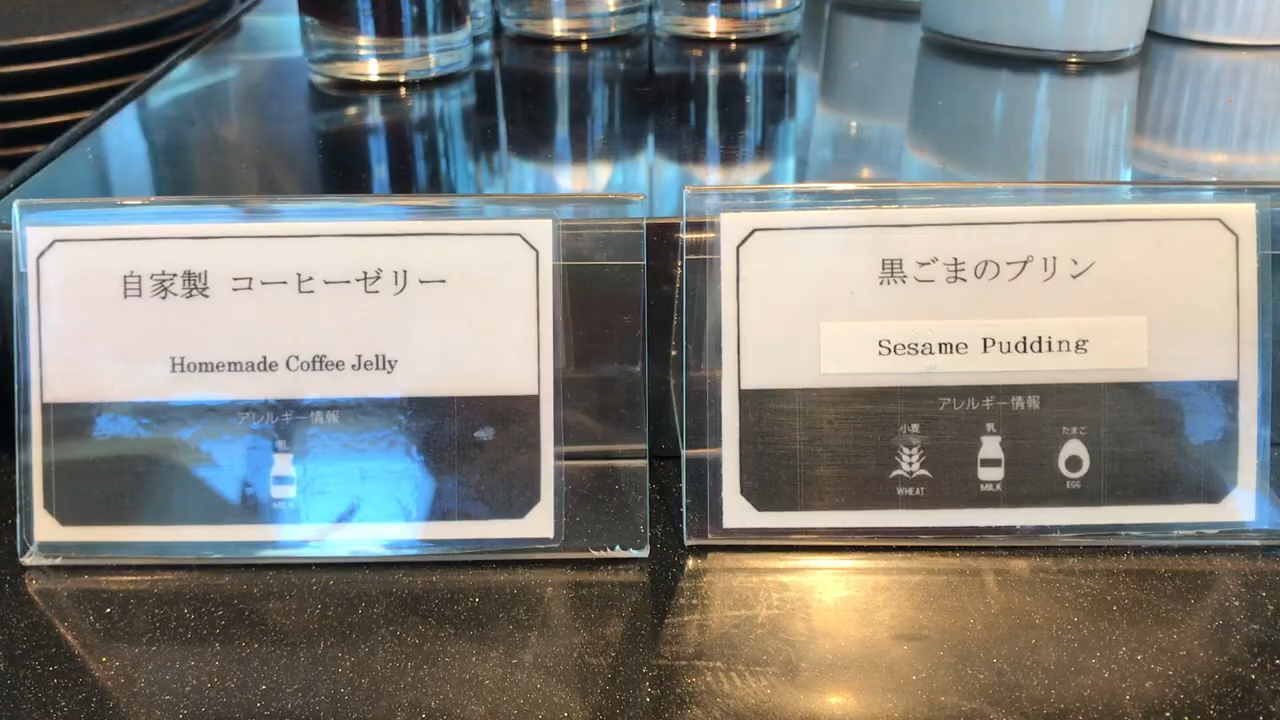 自家製 コーヒーゼリー
Homemade Coffee Jelly
アレルギー情報
乳
MILK
黒ごまのプリン
Sesame Pudding
アレルギー情報
小麦 乳 たまご
WHEAT MILK EGG